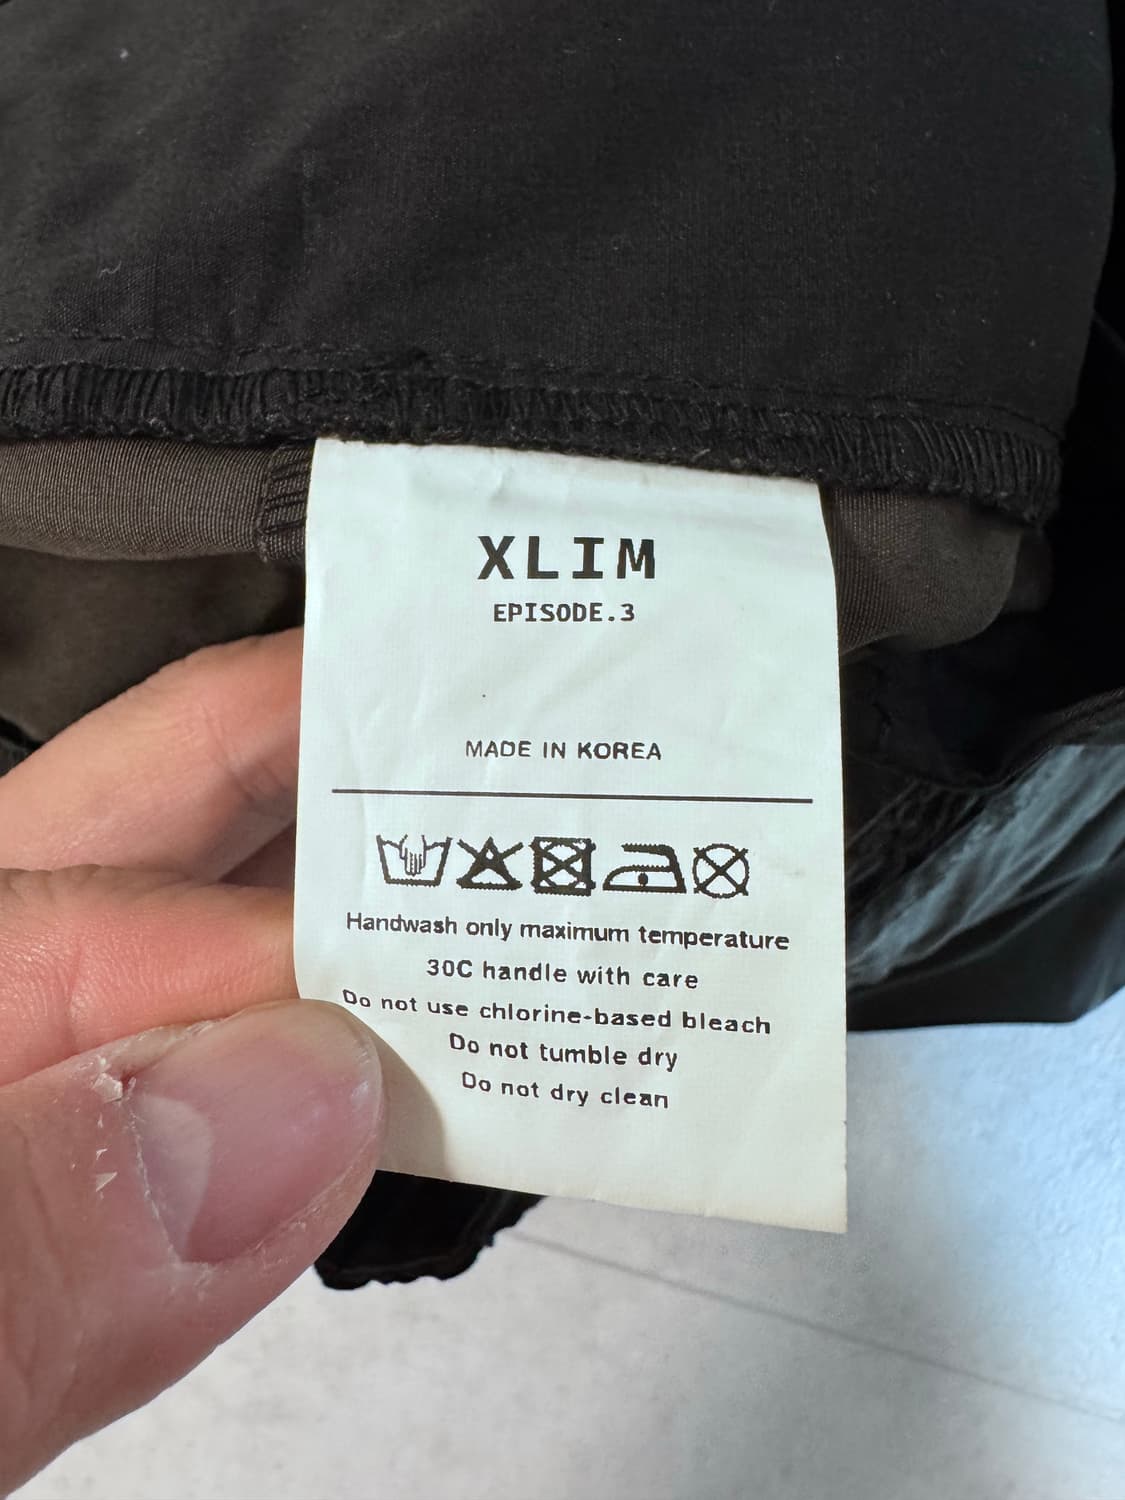 XLIM
EPISODE.3
MADE IN KOREA
Handwash only maximum temperature
30C handle with care
Do not use chlorine-based bleach
Do not tumble dry
Do not dry clean